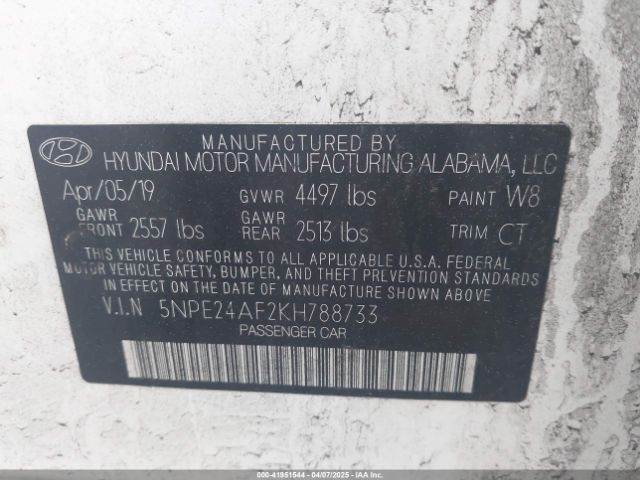 MANUFACTURED BY
HYUNDAI MOTOR MANUFACTURING ALABAMA, LLC
Apr/05/19 GVWR 4497 lbs PAINT W8
GAWR FRONT 2557 lbs GAWR REAR 2513 lbs TRIM CT
THIS VEHICLE CONFORMS TO ALL APPLICABLE U.S.A. FEDERAL
MOTOR VEHICLE SAFETY, BUMPER, AND THEFT PREVENTION STANDARDS
IN EFFECT ON THE DATE OF MANUFACTURE SHOWN ABOVE.
V.I.N 5NPE24AF2KH788733
PASSENGER CAR
000-41951544 - 04/07/2025 - IAAI.COM